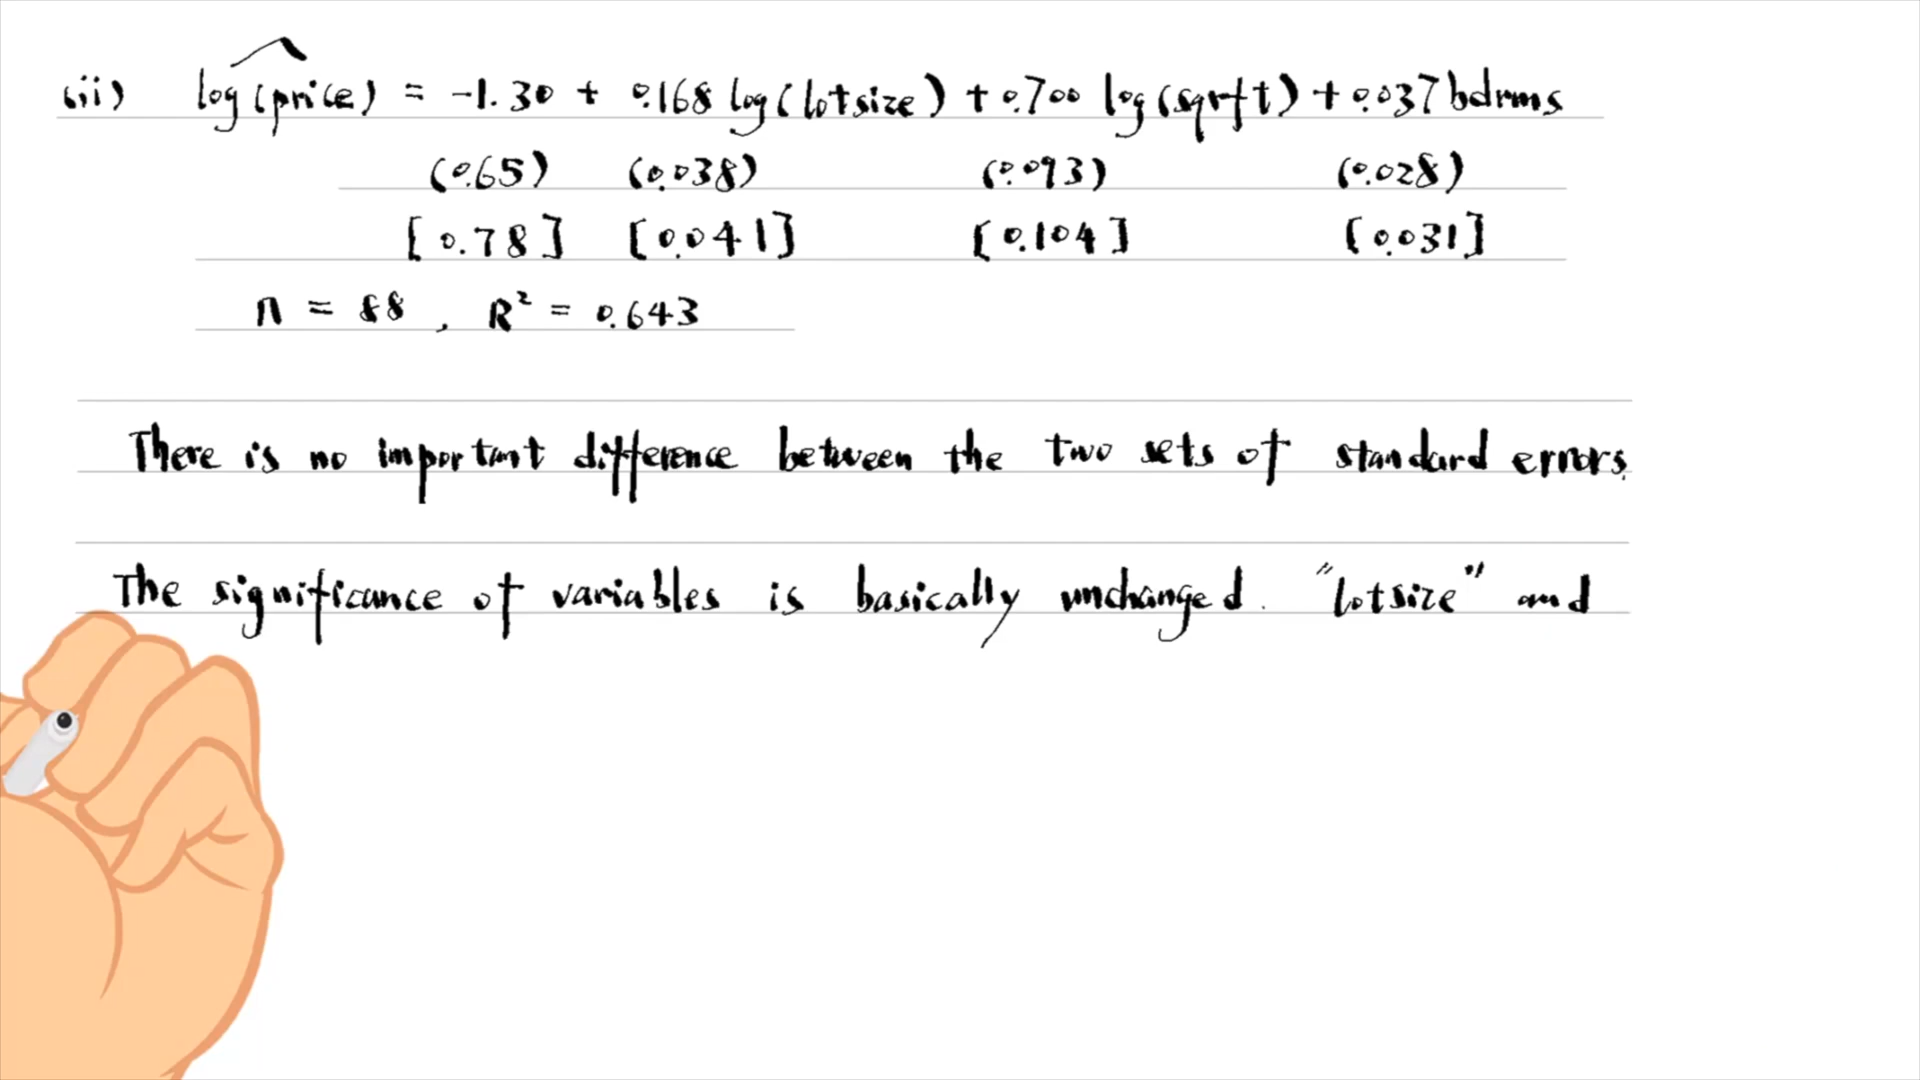 (ii) log(price) = -1.30 + 0.168 log(lotsize) + 0.700 log(sqrft) + 0.037 bdrms
(0.65) (0.038) (0.093) (0.028)
[0.78] [0.041] [0.104] [0.031]
n = 88, R² = 0.643
There is no important difference between the two sets of standard errors.
The significance of variables is basically unchanged. "lotsize" and